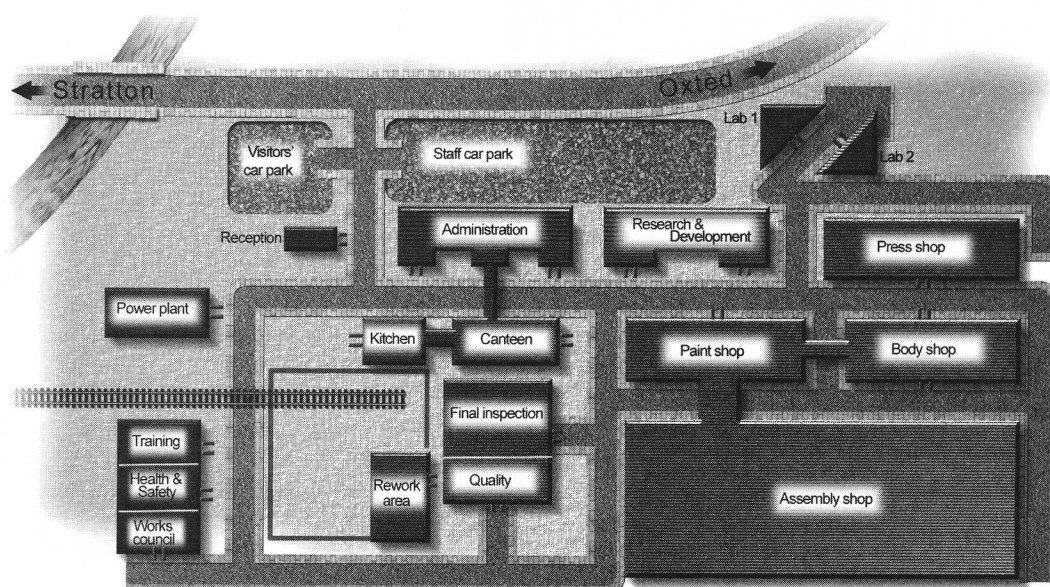 Stratton
Oxted
Lab 1
Lab 2
Visitors'
car park
Staff car park
Reception
Administration
Research &
Development
Press shop
Power plant
Kitchen
Canteen
Paint shop
Body shop
Final inspection
Training
Health &
Safety
Works
council
Rework
area
Quality
Assembly shop